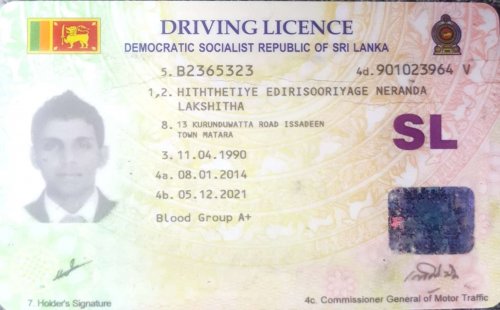 DRIVING LICENCE
DEMOCRATIC SOCIALIST REPUBLIC OF SRI LANKA
5. B2365323 4d. 901023964 V
1,2. HITHTHETIYE EDIRISOORIYAGE NERANDA
LAKSHITHA
8. 13 KURUNDUWATTA ROAD ISSADEEN
TOWN MATARA
SL
3. 11.04.1990
4a. 08.01.2014
4b. 05.12.2021
Blood Group A+
7. Holder's Signature 4c. Commissioner General of Motor Traffic